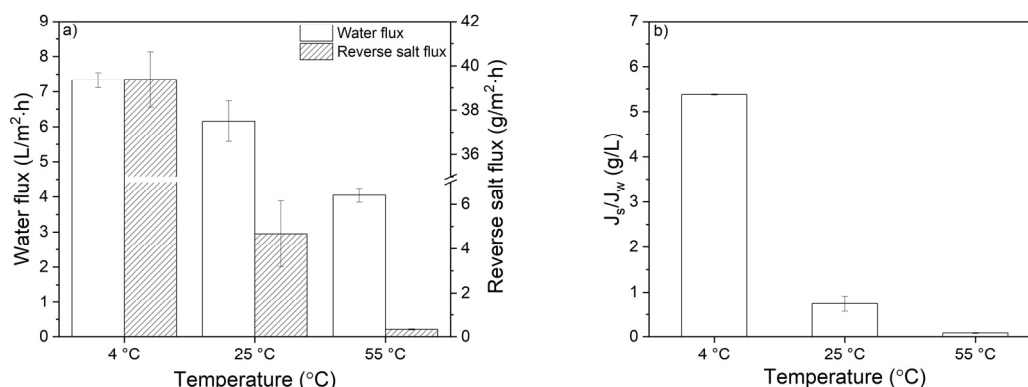 a)
Water flux
Reverse salt flux
9
8
7
6
5
4
3
2
1
0
Water flux (L/m²·h)
42
40
38
36
6
4
2
0
Reverse salt flux (g/m²·h)
4 °C
25 °C
55 °C
Temperature (°C)
b)
7
6
5
4
3
2
1
0
Jₛ/J_w (g/L)
4 °C
25 °C
55 °C
Temperature (°C)